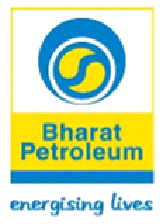 Bharat
Petroleum
energising lives